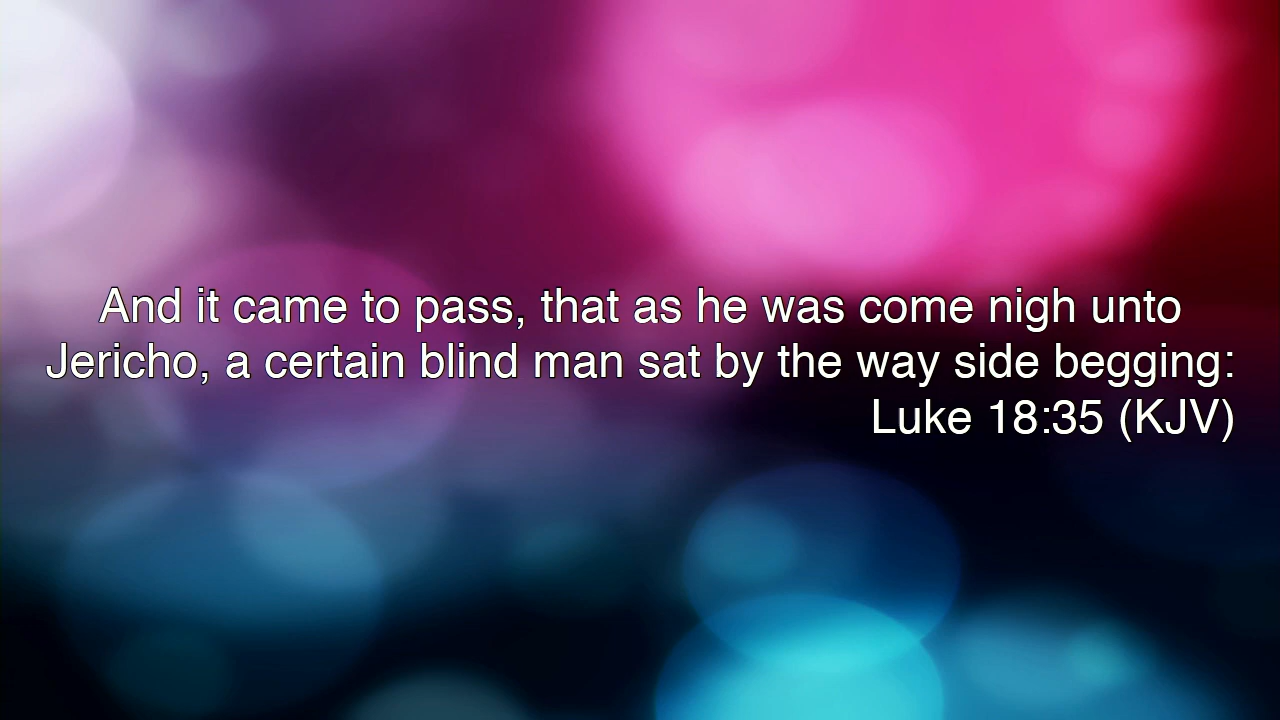 And it came to pass, that as he was come nigh unto
Jericho, a certain blind man sat by the way side begging:
Luke 18:35 (KJV)